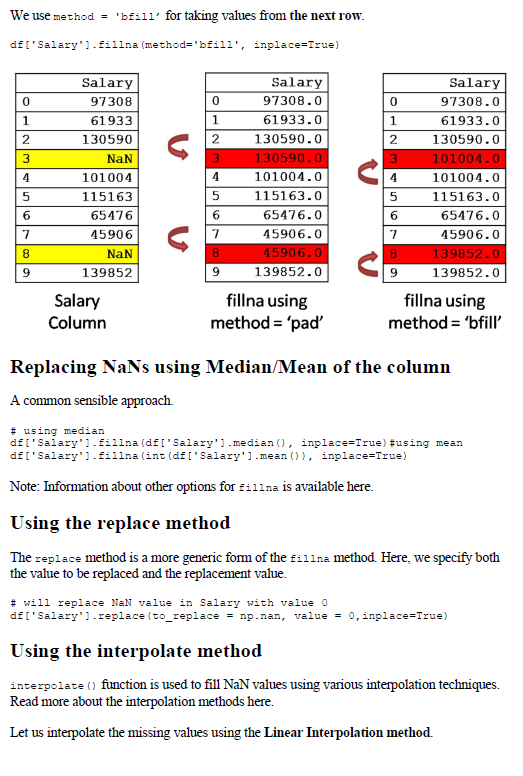 We use method = 'bfill' for taking values from the next row.
df['Salary'].fillna(method='bfill', inplace=True)
Salary
0 97308
1 61933
2 130590
3 NaN
4 101004
5 115163
6 65476
7 45906
8 NaN
9 139852
Salary
Column
Salary
0 97308.0
1 61933.0
2 130590.0
3 130590.0
4 101004.0
5 115163.0
6 65476.0
7 45906.0
8 45906.0
9 139852.0
fillna using
method = ‘pad’
Salary
0 97308.0
1 61933.0
2 130590.0
3 101004.0
4 101004.0
5 115163.0
6 65476.0
7 45906.0
8 139852.0
9 139852.0
fillna using
method = ‘bfill’
Replacing NaNs using Median/Mean of the column
A common sensible approach.
# using median
df['Salary'].fillna(df['Salary'].median(), inplace=True)#using mean
df['Salary'].fillna(int(df['Salary'].mean()), inplace=True)
Note: Information about other options for fillna is available here.
Using the replace method
The replace method is a more generic form of the fillna method. Here, we specify both
the value to be replaced and the replacement value.
# will replace NaN value in Salary with value 0
df['Salary'].replace(to_replace = np.nan, value = 0,inplace=True)
Using the interpolate method
interpolate() function is used to fill NaN values using various interpolation techniques.
Read more about the interpolation methods here.
Let us interpolate the missing values using the Linear Interpolation method.